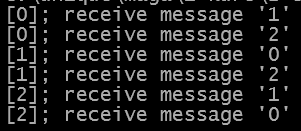 [0]; receive message '1'
[0]; receive message '2'
[1]; receive message '0'
[1]; receive message '2'
[2]; receive message '1'
[2]; receive message '0'